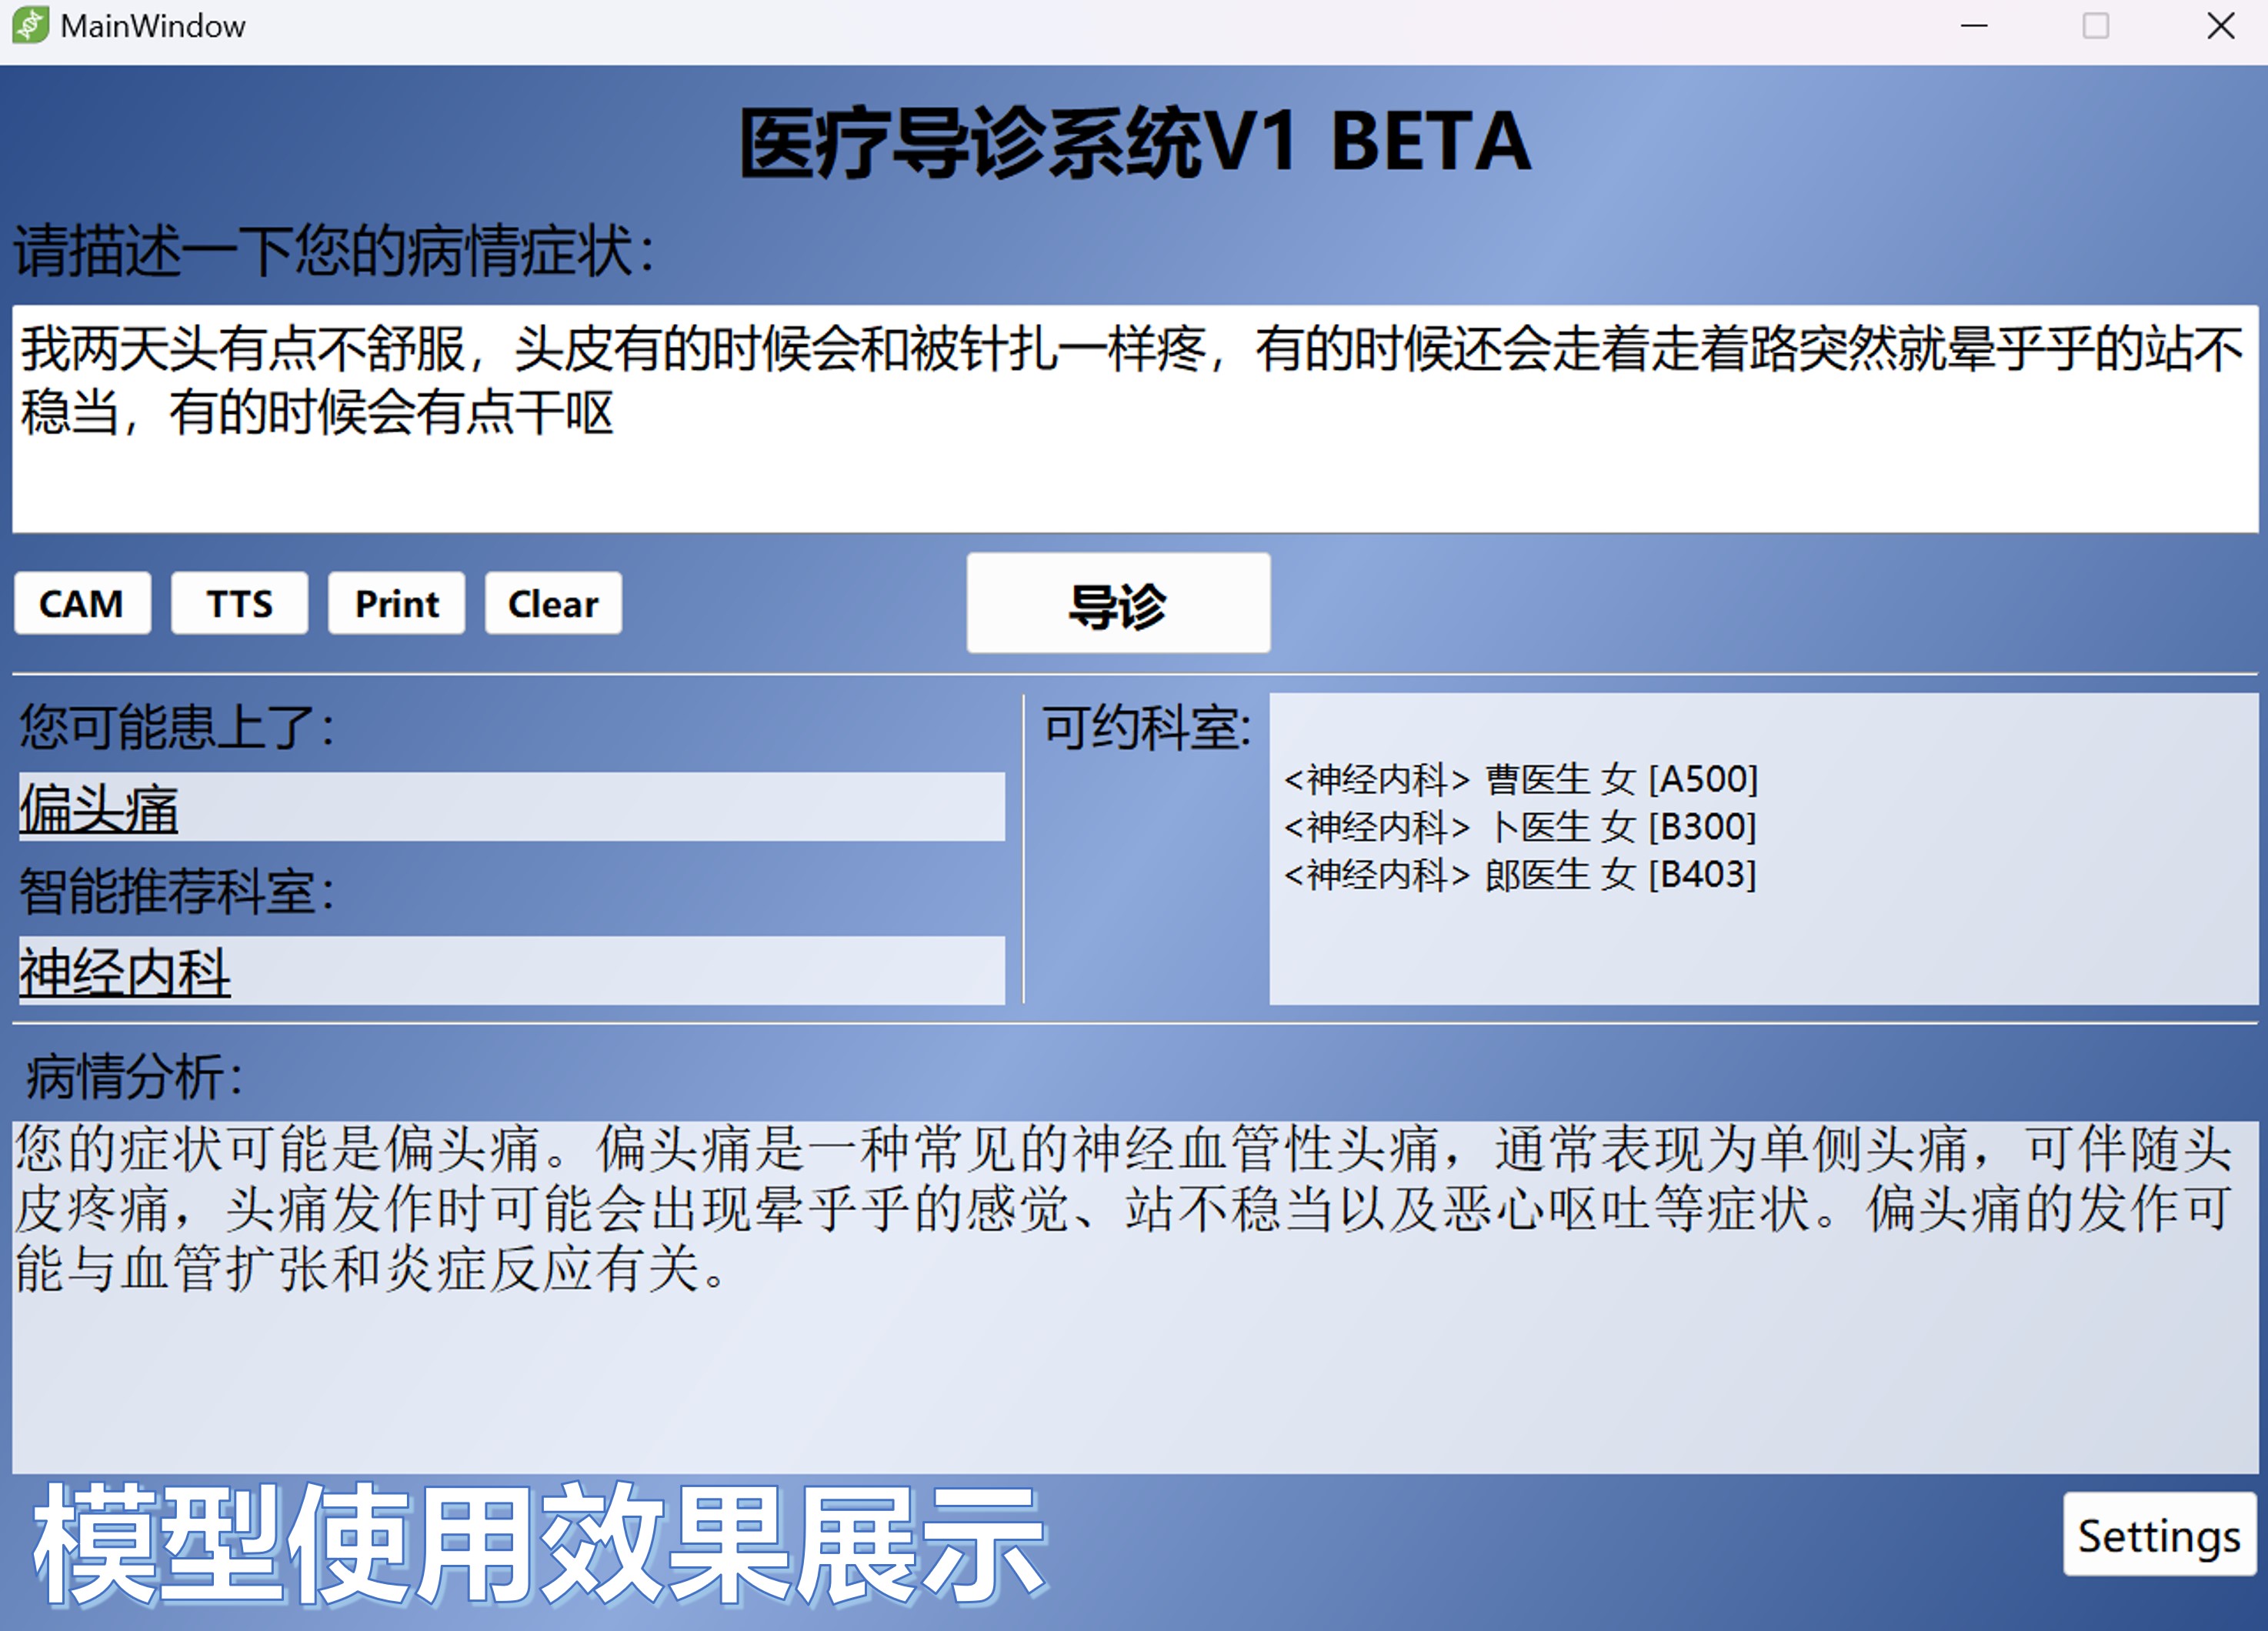 MainWindow
医疗导诊系统V1 BETA
请描述一下您的病情症状：
我两天头有点不舒服，头皮有的时候会和被针扎一样疼，有的时候还会走着走着路突然就晕乎乎的站不
稳当，有的时候会有点干呕
CAM TTS Print Clear 导诊
您可能患上了：
偏头痛
智能推荐科室：
神经内科
可约科室:
<神经内科> 曹医生 女 [A500]
<神经内科> 卜医生 女 [B300]
<神经内科> 郎医生 女 [B403]
病情分析：
您的症状可能是偏头痛。偏头痛是一种常见的神经血管性头痛，通常表现为单侧头痛，可伴随头
皮疼痛，头痛发作时可能会出现晕乎乎的感觉、站不稳当以及恶心呕吐等症状。偏头痛的发作可
能与血管扩张和炎症反应有关。
模型使用效果展示
Settings